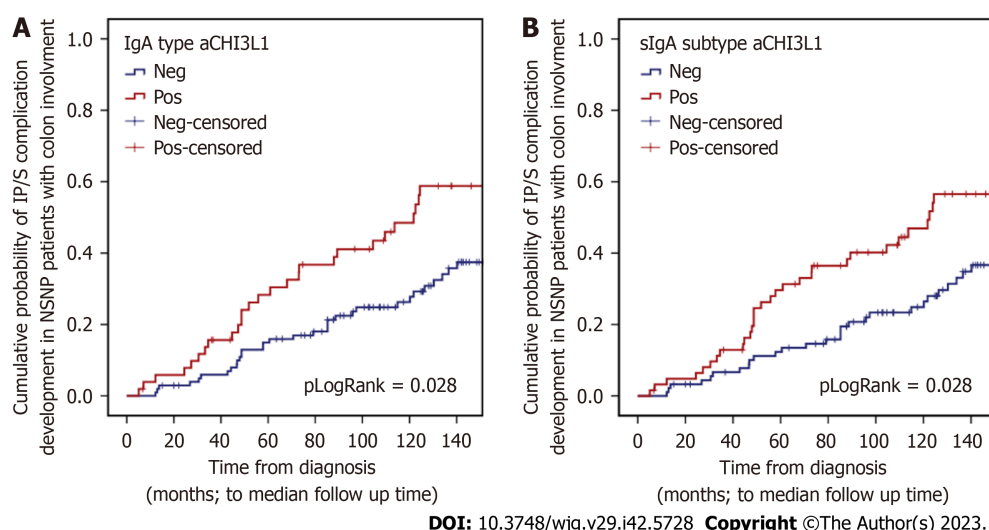 A
Cumulative probability of IP/S complication
development in NSNP patients with colon involvment
1.0
0.8
0.6
0.4
0.2
0.0
IgA type aCHI3L1
Neg
Pos
Neg-censored
Pos-censored
pLogRank = 0.028
0 20 40 60 80 100 120 140
Time from diagnosis
(months; to median follow up time)
B
Cumulative probability of IP/S complication
development in NSNP patients with colon involvment
1.0
0.8
0.6
0.4
0.2
0.0
sIgA subtype aCHI3L1
Neg
Pos
Neg-censored
Pos-censored
pLogRank = 0.028
0 20 40 60 80 100 120 140
Time from diagnosis
(months; to median follow up time)
DOI: 10.3748/wjg.v29.i42.5728 Copyright ©The Author(s) 2023.